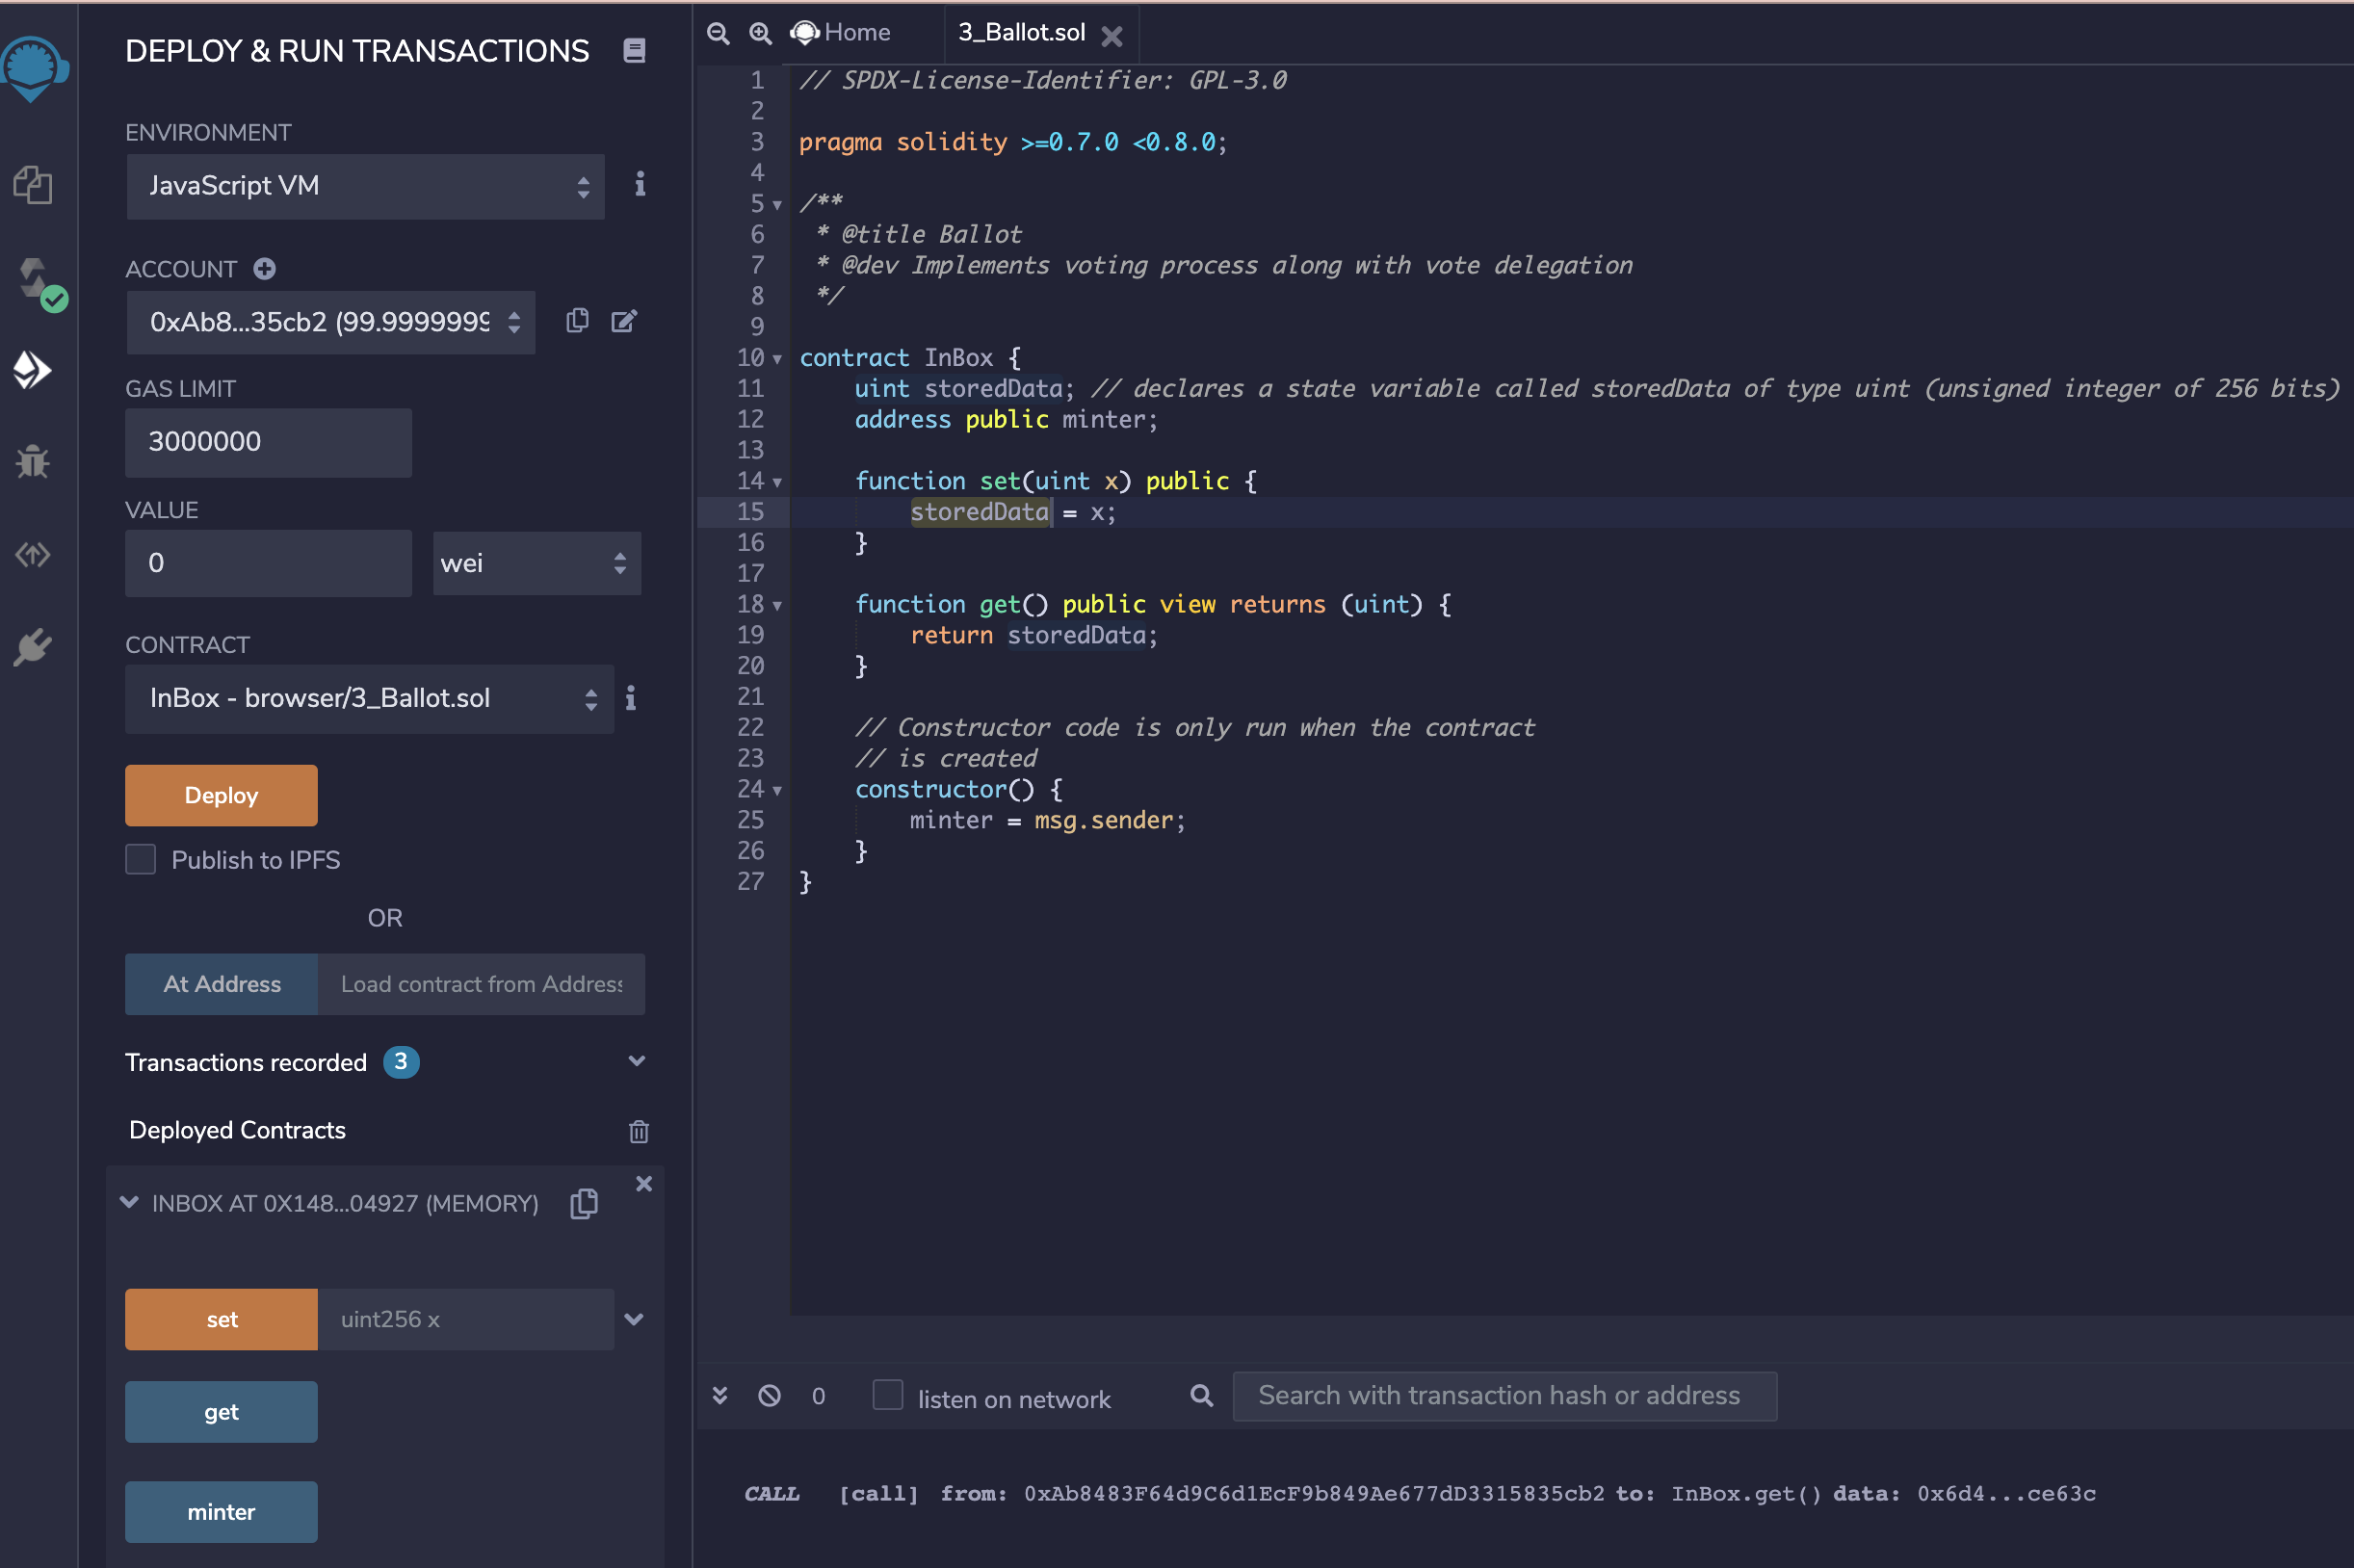 DEPLOY & RUN TRANSACTIONS
ENVIRONMENT
JavaScript VM
ACCOUNT
0xAb8...35cb2 (99.9999999
GAS LIMIT
3000000
VALUE
0
wei
CONTRACT
InBox - browser/3_Ballot.sol
Deploy
Publish to IPFS
OR
At Address
Load contract from Address
Transactions recorded 3
Deployed Contracts
INBOX AT 0X148...04927 (MEMORY)
set
uint256 x
get
minter
Home
3_Ballot.sol
1 // SPDX-License-Identifier: GPL-3.0
2
3 pragma solidity >=0.7.0 <0.8.0;
4
5 /**
6 * @title Ballot
7 * @dev Implements voting process along with vote delegation
8 */
9
10 contract InBox {
11 uint storedData; // declares a state variable called storedData of type uint (unsigned integer of 256 bits)
12 address public minter;
13
14 function set(uint x) public {
15 storedData = x;
16 }
17
18 function get() public view returns (uint) {
19 return storedData;
20 }
21
22 // Constructor code is only run when the contract
23 // is created
24 constructor() {
25 minter = msg.sender;
26 }
27 }
0
listen on network
Search with transaction hash or address
CALL [call] from: 0xAb8483F64d9C6d1EcF9b849Ae677dD3315835cb2 to: InBox.get() data: 0x6d4...ce63c